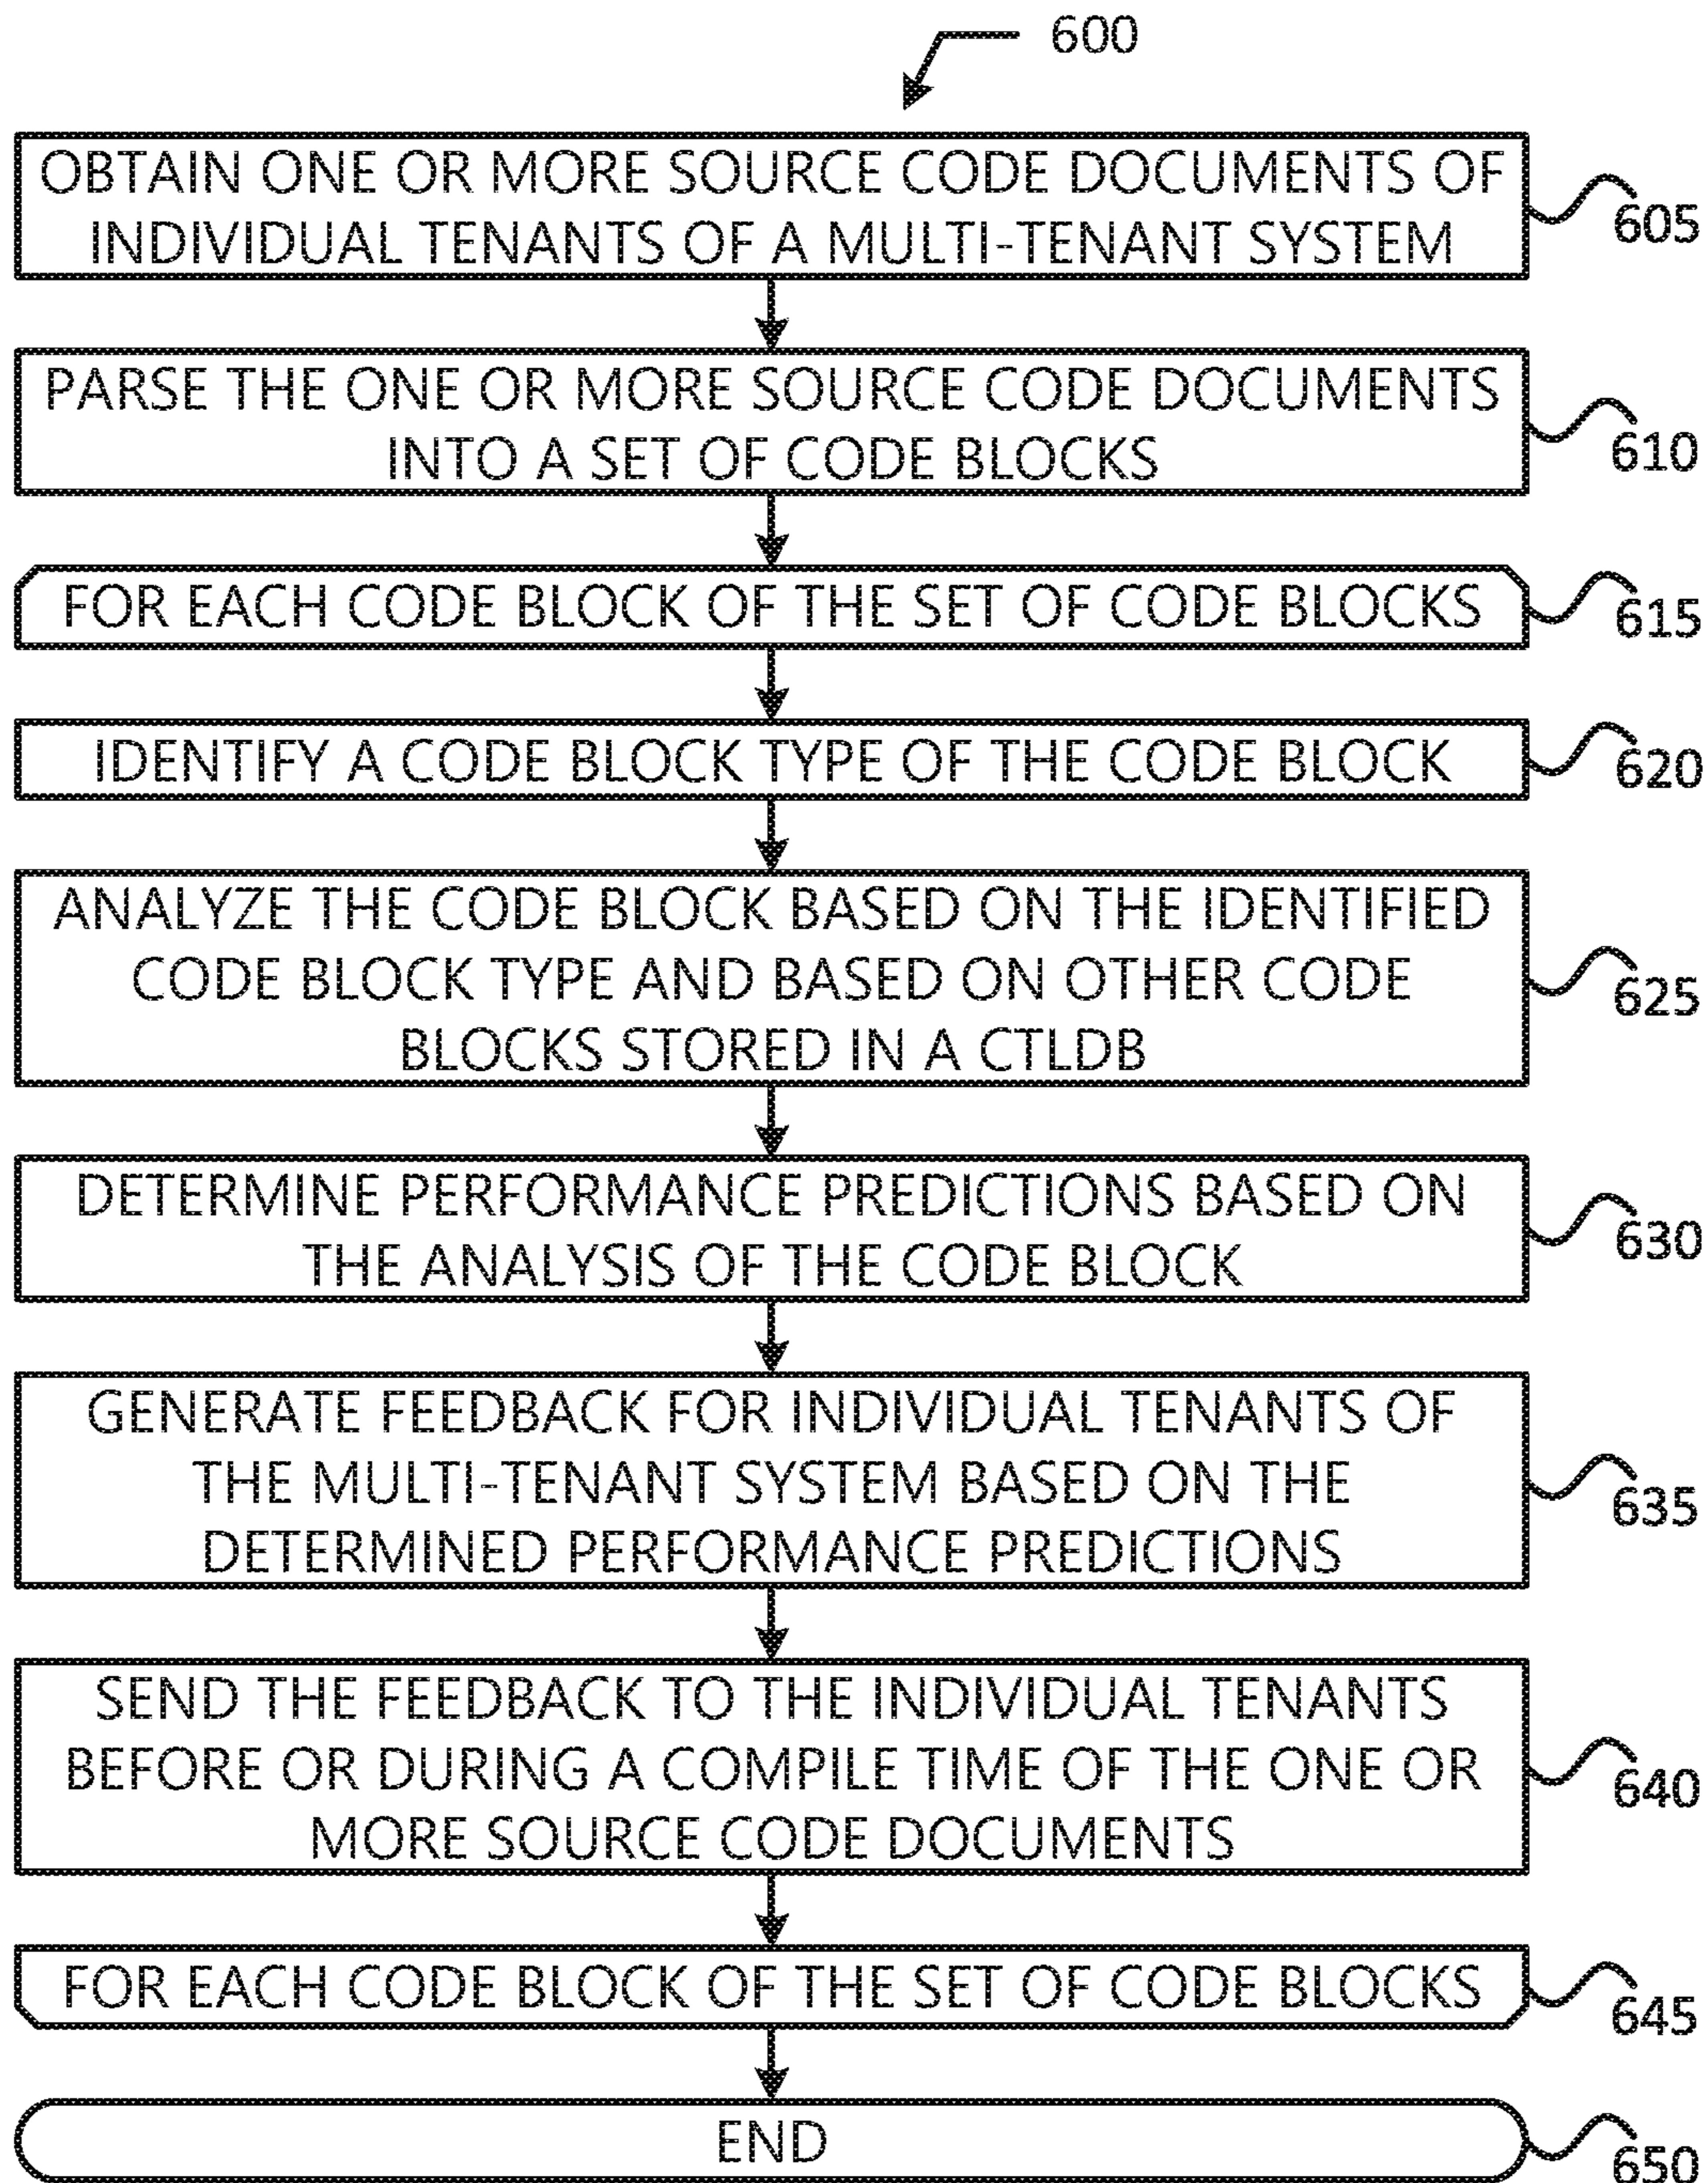 600
OBTAIN ONE OR MORE SOURCE CODE DOCUMENTS OF
INDIVIDUAL TENANTS OF A MULTI-TENANT SYSTEM
605
PARSE THE ONE OR MORE SOURCE CODE DOCUMENTS
INTO A SET OF CODE BLOCKS
610
FOR EACH CODE BLOCK OF THE SET OF CODE BLOCKS
615
IDENTIFY A CODE BLOCK TYPE OF THE CODE BLOCK
620
ANALYZE THE CODE BLOCK BASED ON THE IDENTIFIED
CODE BLOCK TYPE AND BASED ON OTHER CODE
BLOCKS STORED IN A CTLDB
625
DETERMINE PERFORMANCE PREDICTIONS BASED ON
THE ANALYSIS OF THE CODE BLOCK
630
GENERATE FEEDBACK FOR INDIVIDUAL TENANTS OF
THE MULTI-TENANT SYSTEM BASED ON THE
DETERMINED PERFORMANCE PREDICTIONS
635
SEND THE FEEDBACK TO THE INDIVIDUAL TENANTS
BEFORE OR DURING A COMPILE TIME OF THE ONE OR
MORE SOURCE CODE DOCUMENTS
640
FOR EACH CODE BLOCK OF THE SET OF CODE BLOCKS
645
END
650